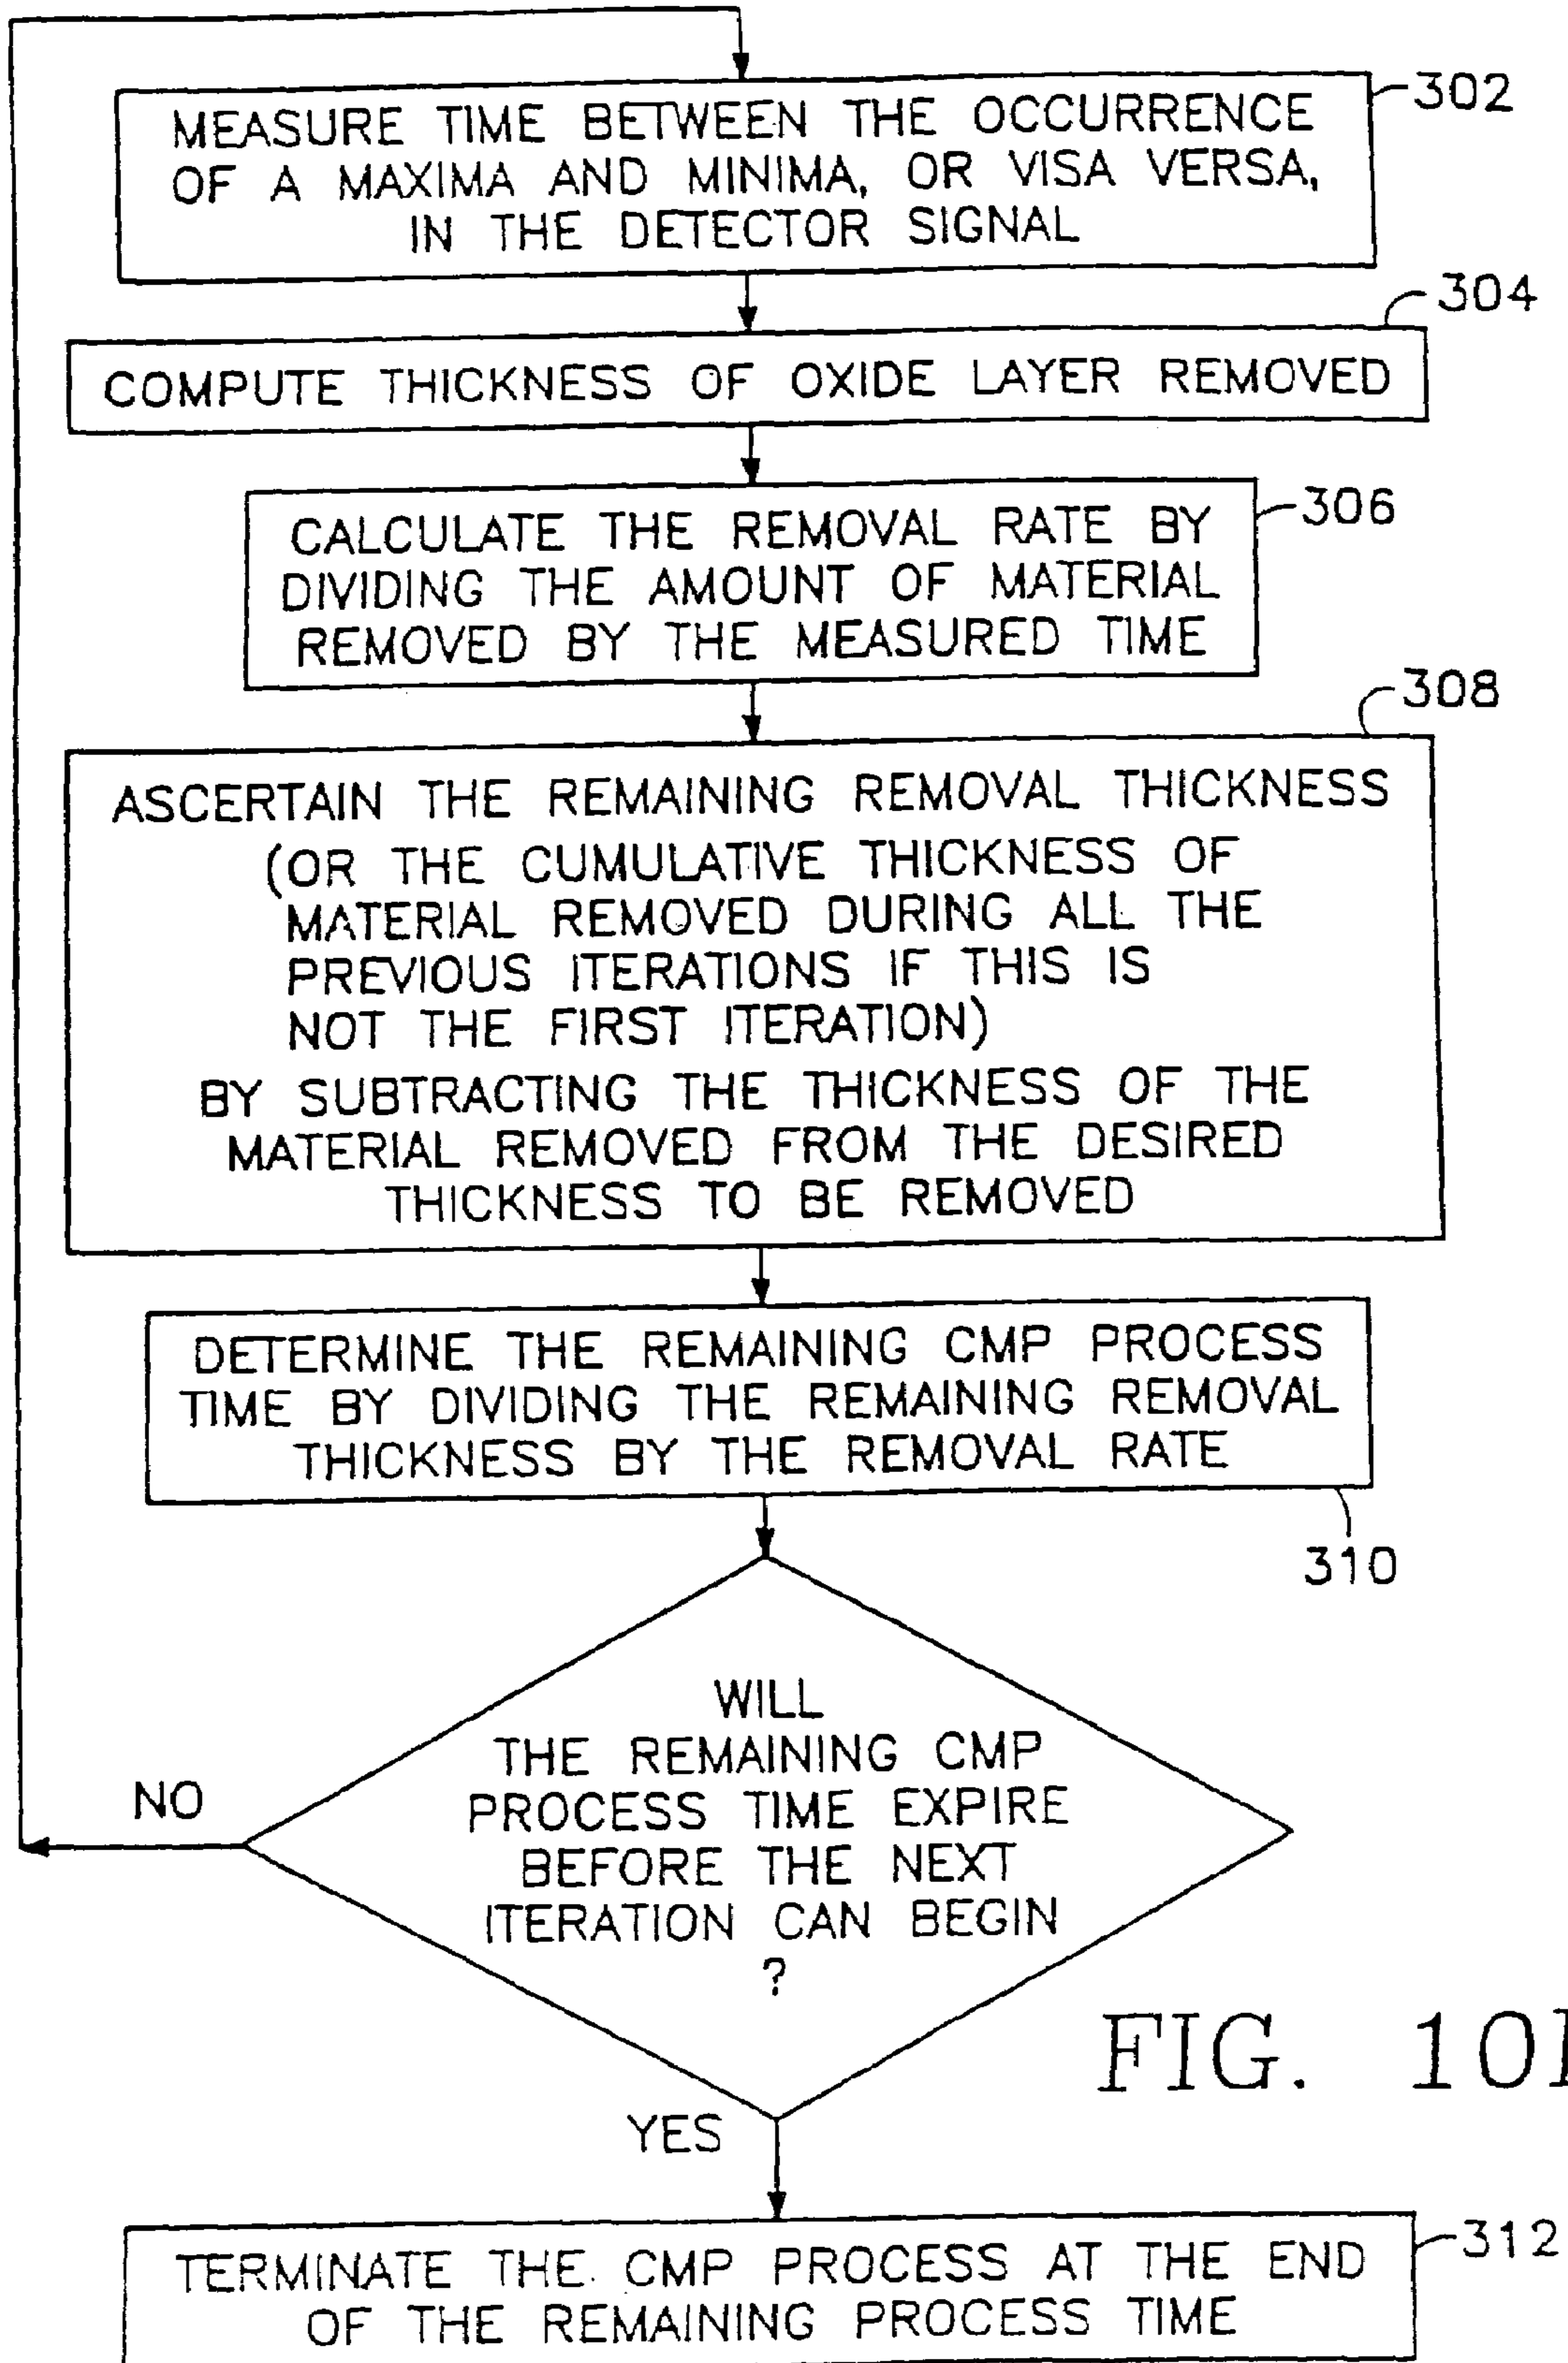 302
MEASURE TIME BETWEEN THE OCCURRENCE
OF A MAXIMA AND MINIMA, OR VISA VERSA,
IN THE DETECTOR SIGNAL
304
COMPUTE THICKNESS OF OXIDE LAYER REMOVED
306
CALCULATE THE REMOVAL RATE BY
DIVIDING THE AMOUNT OF MATERIAL
REMOVED BY THE MEASURED TIME
308
ASCERTAIN THE REMAINING REMOVAL THICKNESS
(OR THE CUMULATIVE THICKNESS OF
MATERIAL REMOVED DURING ALL THE
PREVIOUS ITERATIONS IF THIS IS
NOT THE FIRST ITERATION)
BY SUBTRACTING THE THICKNESS OF THE
MATERIAL REMOVED FROM THE DESIRED
THICKNESS TO BE REMOVED
DETERMINE THE REMAINING CMP PROCESS
TIME BY DIVIDING THE REMAINING REMOVAL
THICKNESS BY THE REMOVAL RATE
310
WILL
THE REMAINING CMP
PROCESS TIME EXPIRE
BEFORE THE NEXT
ITERATION CAN BEGIN
?
NO
YES
FIG.
312
TERMINATE THE CMP PROCESS AT THE END
OF THE REMAINING PROCESS TIME